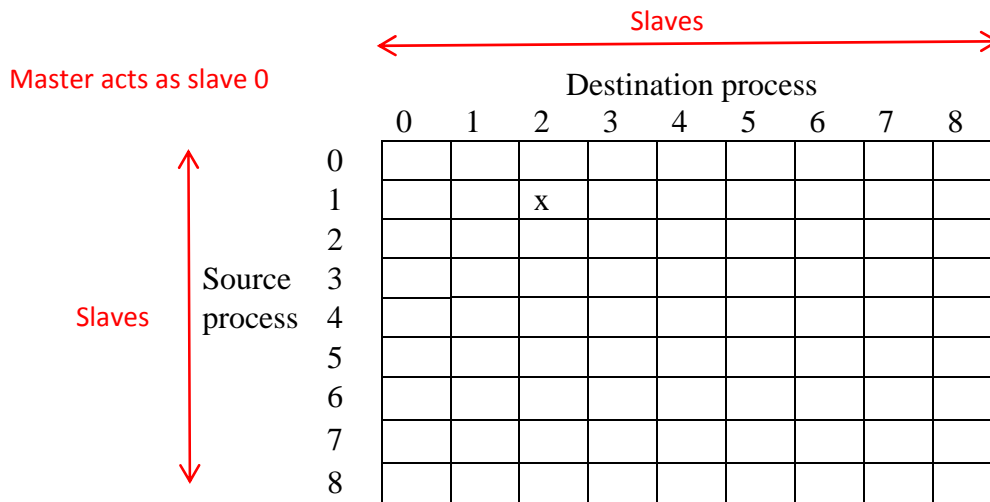 Slaves
Master acts as slave 0
Destination process
0 1 2 3 4 5 6 7 8
0
1 x
2
Source 3
Slaves process 4
5
6
7
8